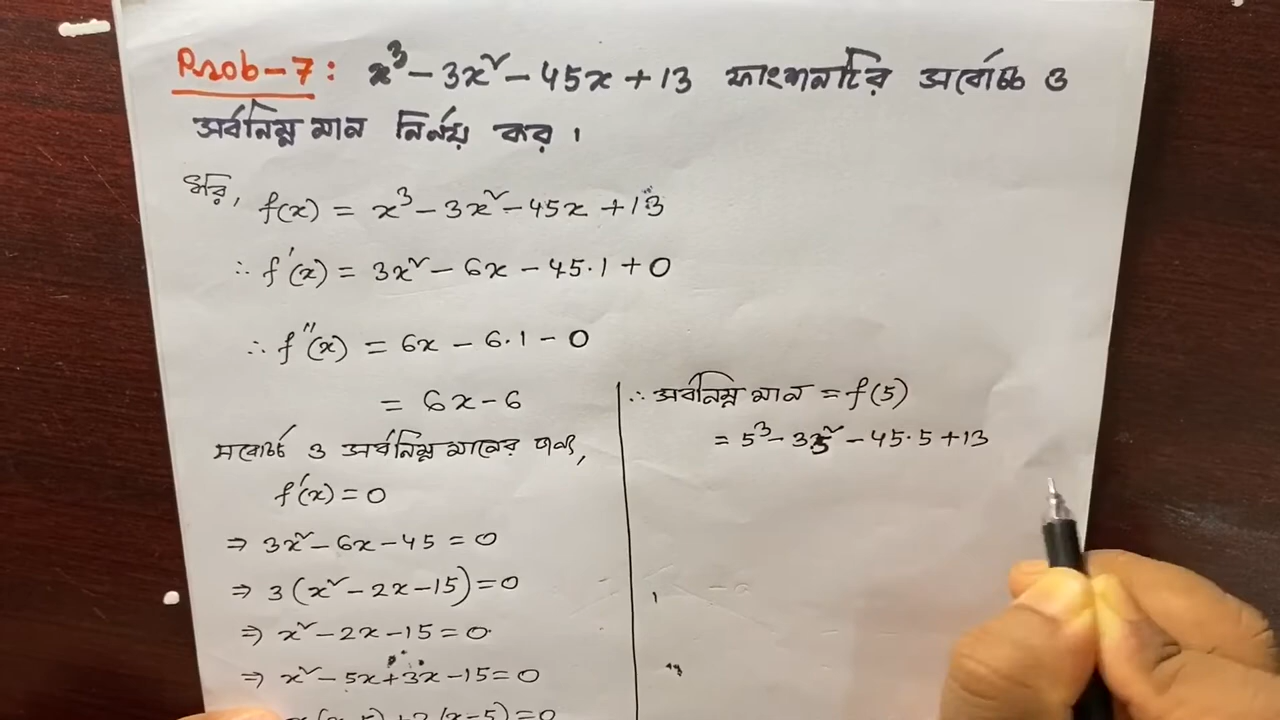 Prob-7: x³ - 3x² - 45x + 13 ফাংশনটির সর্বোচ্চ ও
সর্বনিম্ন মান নির্ণয় কর।
ধরি, f(x) = x³ - 3x² - 45x + 13
∴ f'(x) = 3x² - 6x - 45.1 + 0
∴ f''(x) = 6x - 6.1 - 0
= 6x - 6
সর্বোচ্চ ও সর্বনিম্ন মানের জন্য,
f'(x) = 0
⇒ 3x² - 6x - 45 = 0
⇒ 3(x² - 2x - 15) = 0
⇒ x² - 2x - 15 = 0
⇒ x² - 5x + 3x - 15 = 0
∴ সর্বনিম্ন মান = f(5)
= 5³ - 3.5² - 45.5 + 13